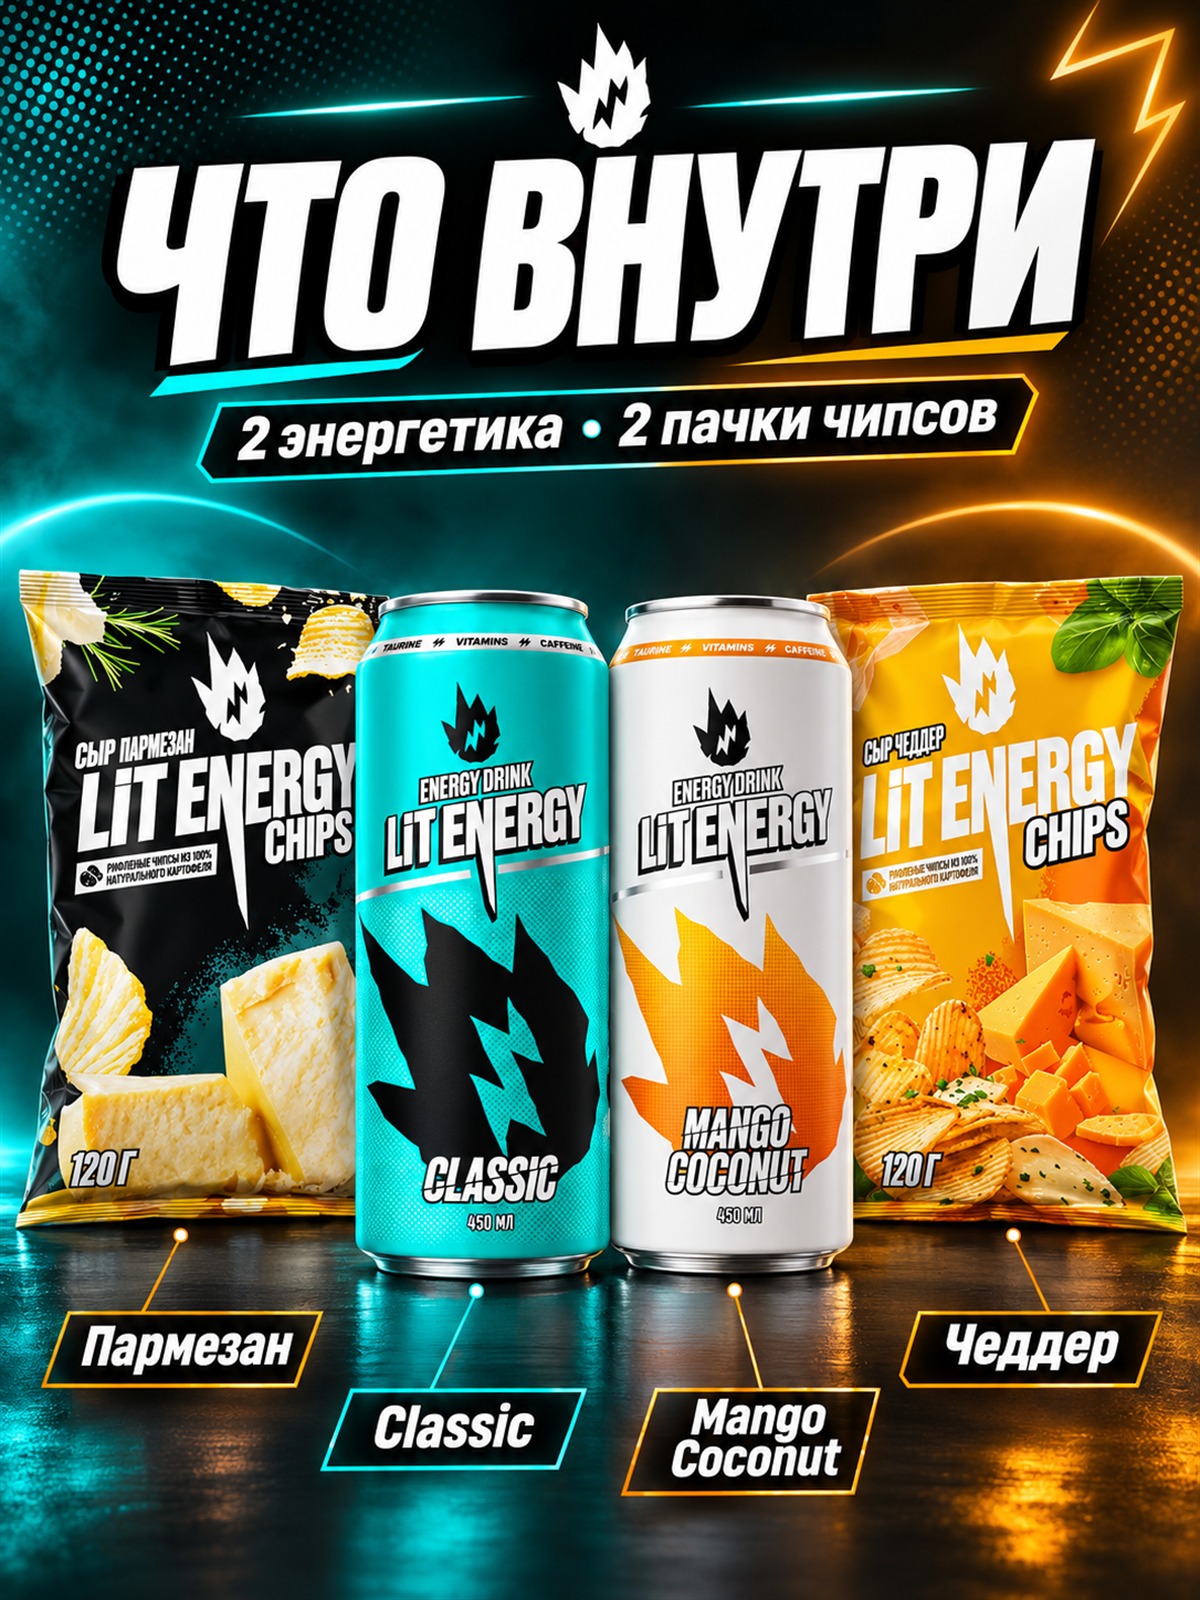 ЧТО ВНУТРИ
2 энергетика • 2 пачки чипсов
СЫР ПАРМЕЗАН
LiT ENERGY
CHIPS
РИФЛЕНЫЕ ЧИПСЫ ИЗ 100%
НАТУРАЛЬНОГО КАРТОФЕЛЯ
120 Г
TAURINE VITAMINS CAFFEINE
ENERGY DRINK
LiT ENERGY
CLASSIC
450 МЛ
TAURINE VITAMINS CAFFEINE
ENERGY DRINK
LiT ENERGY
MANGO
COCONUT
450 МЛ
СЫР ЧЕДДЕР
LiT ENERGY
CHIPS
РИФЛЕНЫЕ ЧИПСЫ ИЗ 100%
НАТУРАЛЬНОГО КАРТОФЕЛЯ
120 Г
Пармезан
Classic
Mango
Coconut
Чеддер